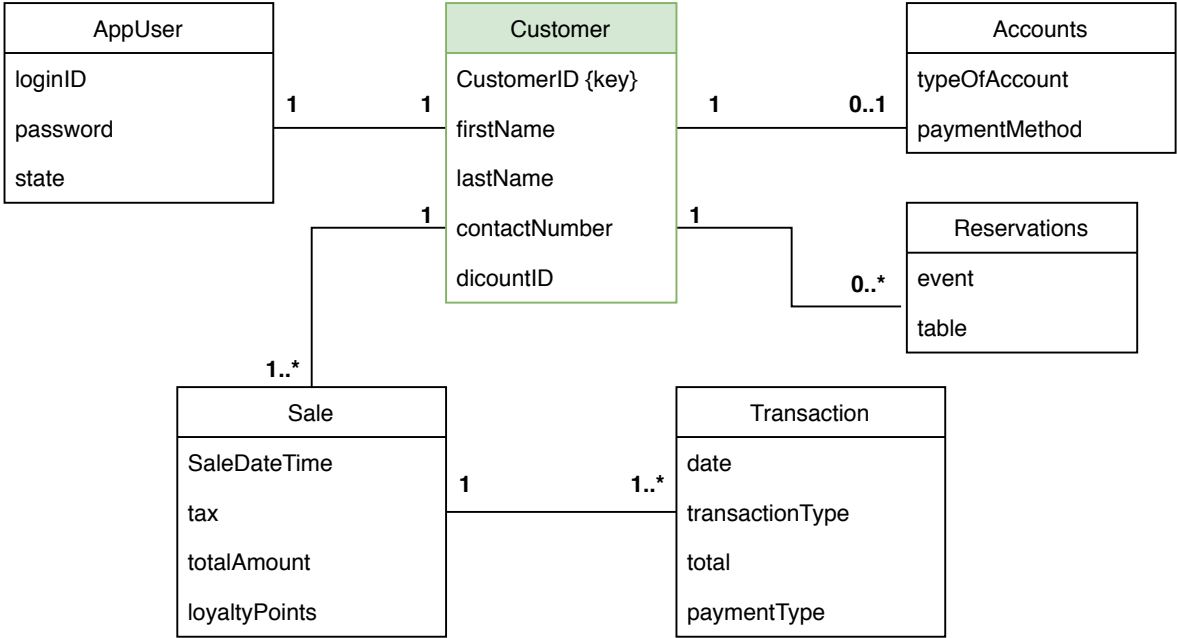 AppUser
loginID
password
state
1
1
Customer
CustomerID {key}
firstName
lastName
contactNumber
dicountID
1
0..1
Accounts
typeOfAccount
paymentMethod
1
1..*
1
0..*
Reservations
event
table
Sale
SaleDateTime
tax
totalAmount
loyaltyPoints
1
1..*
Transaction
date
transactionType
total
paymentType